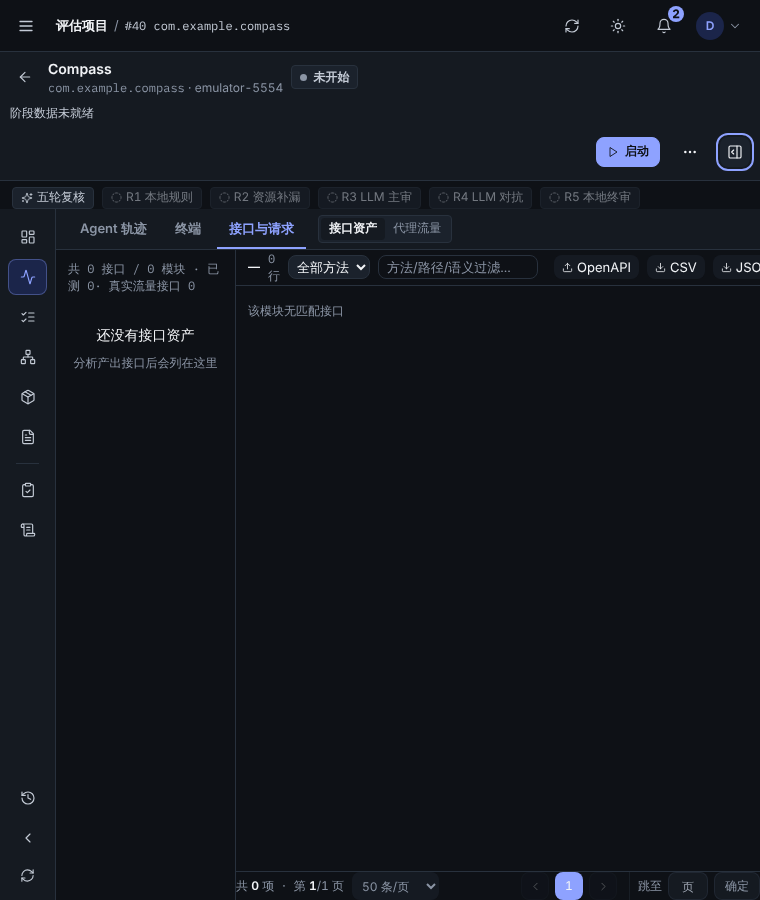 评估项目 / #40 com.example.compass
2
D
Compass
com.example.compass · emulator-5554
未开始
阶段数据未就绪
启动
五轮复核 R1 本地规则 R2 资源补漏 R3 LLM 主审 R4 LLM 对抗 R5 本地终审
Agent 轨迹 终端 接口与请求 接口资产 代理流量
共 0 接口 / 0 模块 · 已
测 0· 真实流量接口 0
还没有接口资产
分析产出接口后会列在这里
— 0
行
全部方法 方法/路径/语义过滤... OpenAPI CSV JSO
该模块无匹配接口
共 0 项 · 第 1/1 页 50 条/页 1 跳至 页 确定